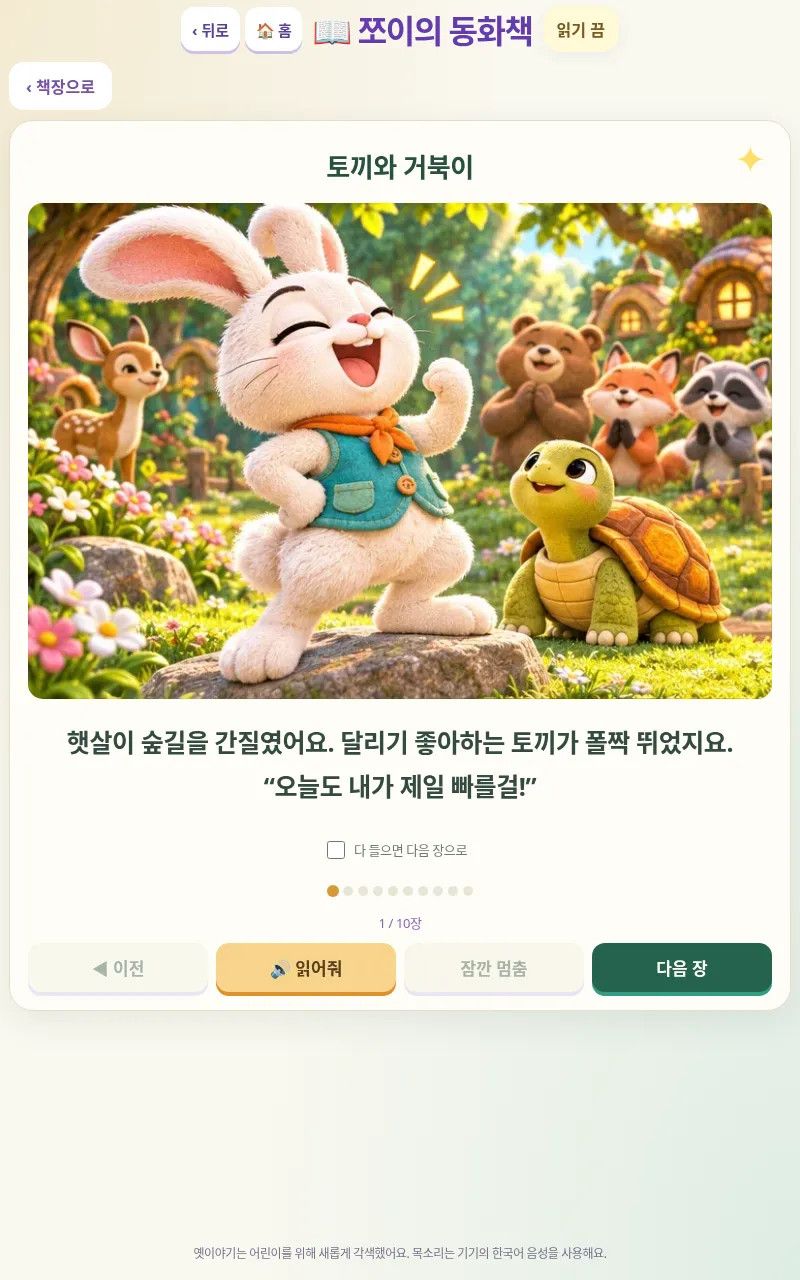 ‹ 뒤로
🏠 홈
📖 쪼이의 동화책
읽기 끝
‹ 책장으로
토끼와 거북이
햇살이 숲길을 간질였어요. 달리기 좋아하는 토끼가 폴짝 뛰었지요.
“오늘도 내가 제일 빠를걸!”
다 들으면 다음 장으로
1 / 10장
◀ 이전
🔊 읽어줘
잠깐 멈춤
다음 장
옛이야기는 어린이를 위해 새롭게 각색했어요. 목소리는 기기의 한국어 음성을 사용해요.